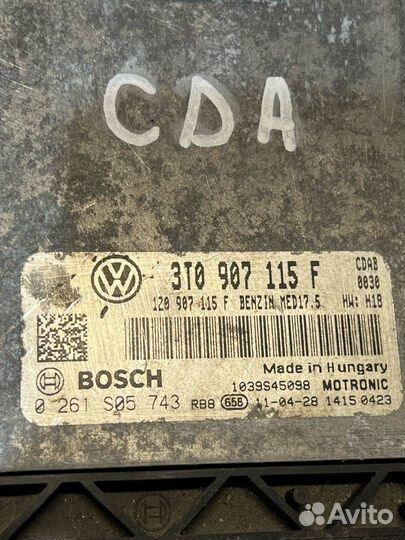 CDA
3T0 907 115 F
CDAB
0030
1Z0 907 115 F BENZIN MED17.5 HW: H18
Made in Hungary
BOSCH
1039S45098 MOTRONIC
0 261 S05 743 RBB 658 11-04-28 1415 0423
Avito